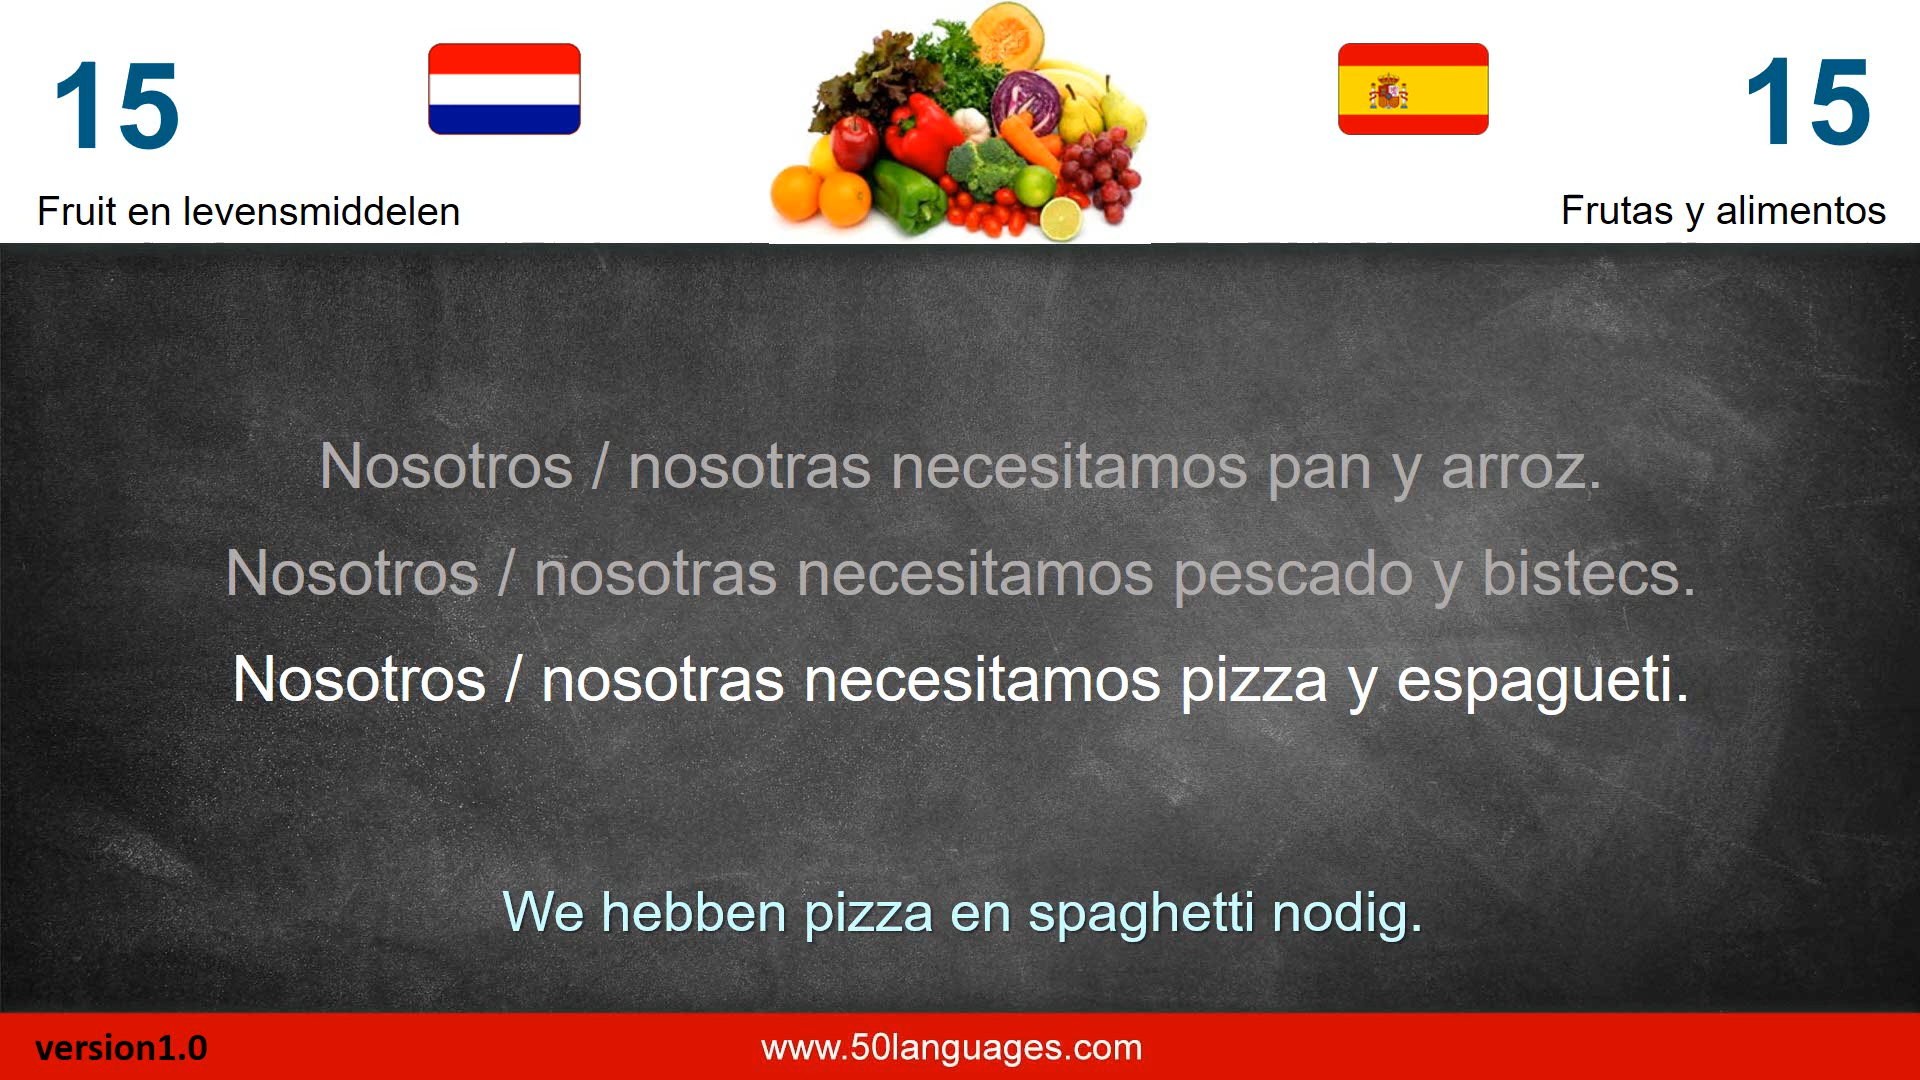 15
15
Fruit en levensmiddelen
Frutas y alimentos
Nosotros / nosotras necesitamos pan y arroz.
Nosotros / nosotras necesitamos pescado y bistecs.
Nosotros / nosotras necesitamos pizza y espagueti.
We hebben pizza en spaghetti nodig.
version1.0
www.50languages.com